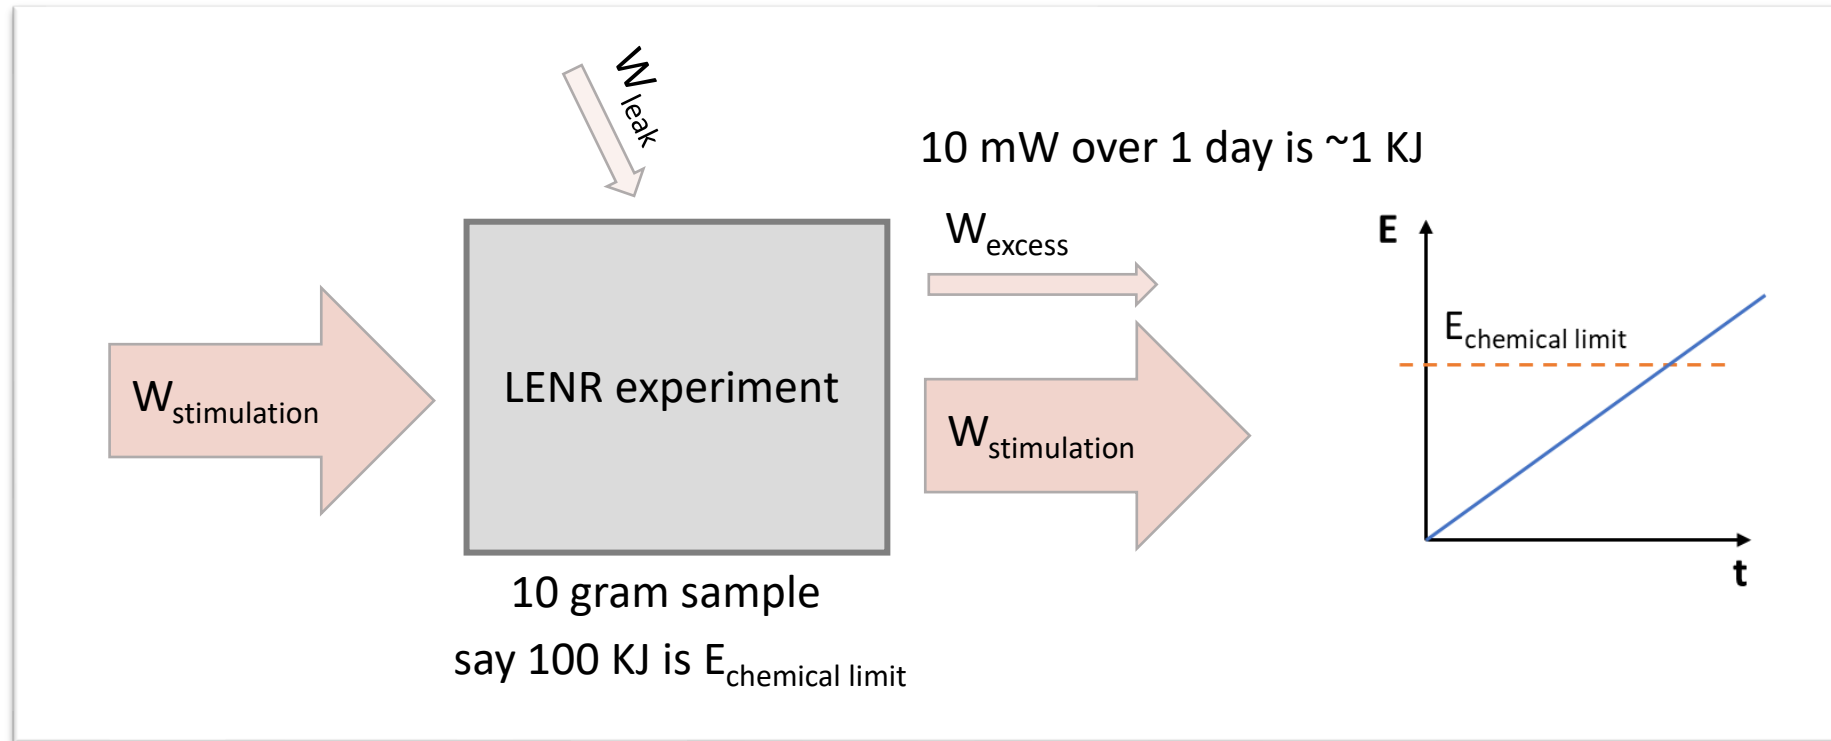 W_leak
10 mW over 1 day is ~1 KJ
W_excess
E
E_chemical limit
W_stimulation
LENR experiment
W_stimulation
t
10 gram sample
say 100 KJ is E_chemical limit